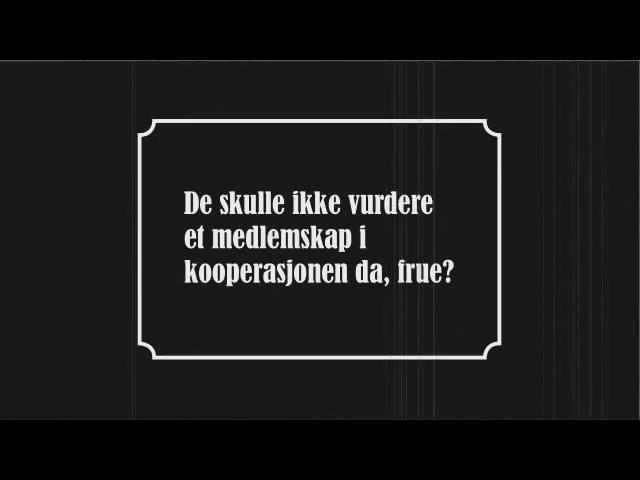 De skulle ikke vurdere
et medlemskap i
kooperasjonen da, frue?